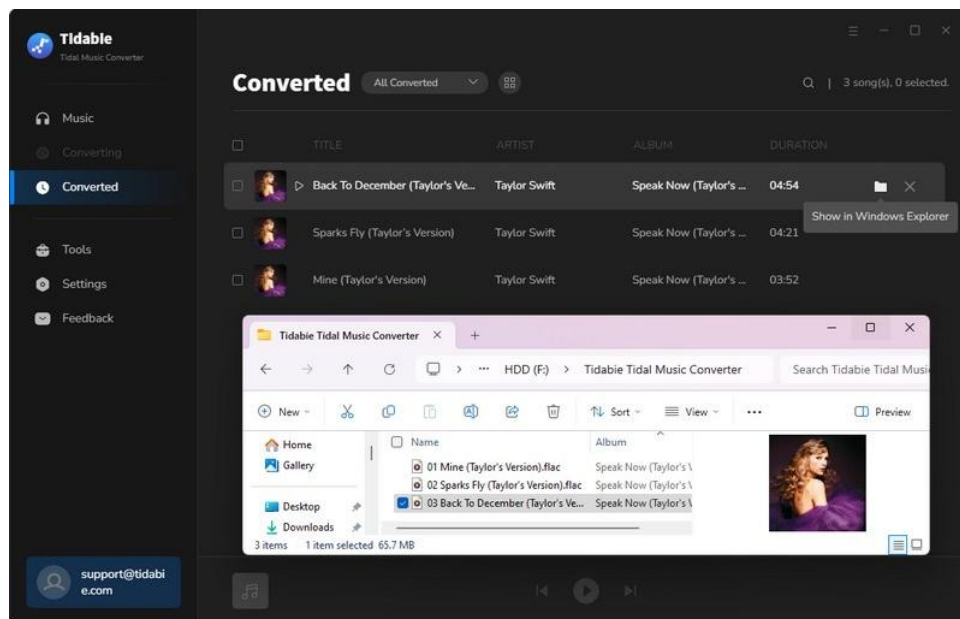 Tidabie
Tidal Music Converter
Converted
All Converted
3 song(s), 0 selected.
Music
Converting
Converted
Tools
Settings
Feedback
TITLE ARTIST ALBUM DURATION
Back To December (Taylor's Ve... Taylor Swift Speak Now (Taylor's ... 04:54
Show in Windows Explorer
Sparks Fly (Taylor's Version) Taylor Swift Speak Now (Taylor's ... 04:21
Mine (Taylor's Version) Taylor Swift Speak Now (Taylor's ... 03:52
Tidabie Tidal Music Converter
HDD (F:) Tidabie Tidal Music Converter Search Tidabie Tidal Musi
New Sort View Preview
Home
Gallery
Desktop
Downloads
Name Album
01 Mine (Taylor's Version).flac Speak Now (Taylor's V
02 Sparks Fly (Taylor's Version).flac Speak Now (Taylor's V
03 Back To December (Taylor's Ve... Speak Now (Taylor's V
3 items 1 item selected 65.7 MB
support@tidabi
e.com